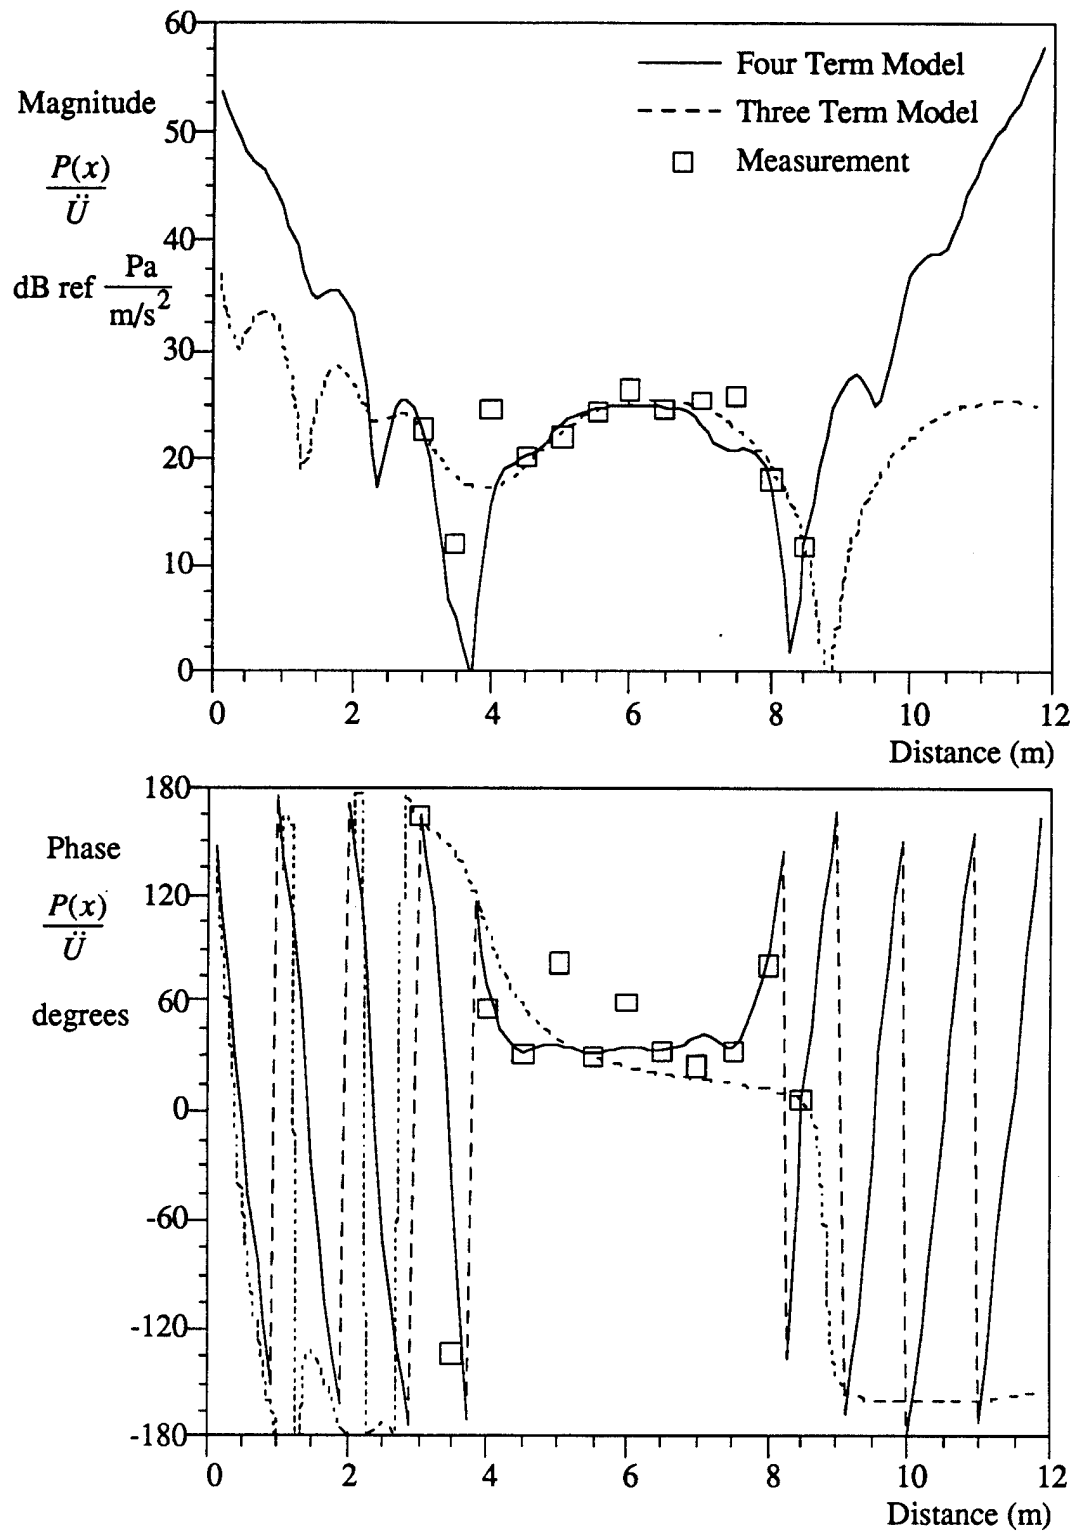 60
50
40
30
20
10
0
Magnitude
P(x)
Ü
dB ref Pa
m/s²
Four Term Model
Three Term Model
Measurement
0 2 4 6 8 10 12
Distance (m)
180
120
60
0
-60
-120
-180
Phase
P(x)
Ü
degrees
0 2 4 6 8 10 12
Distance (m)